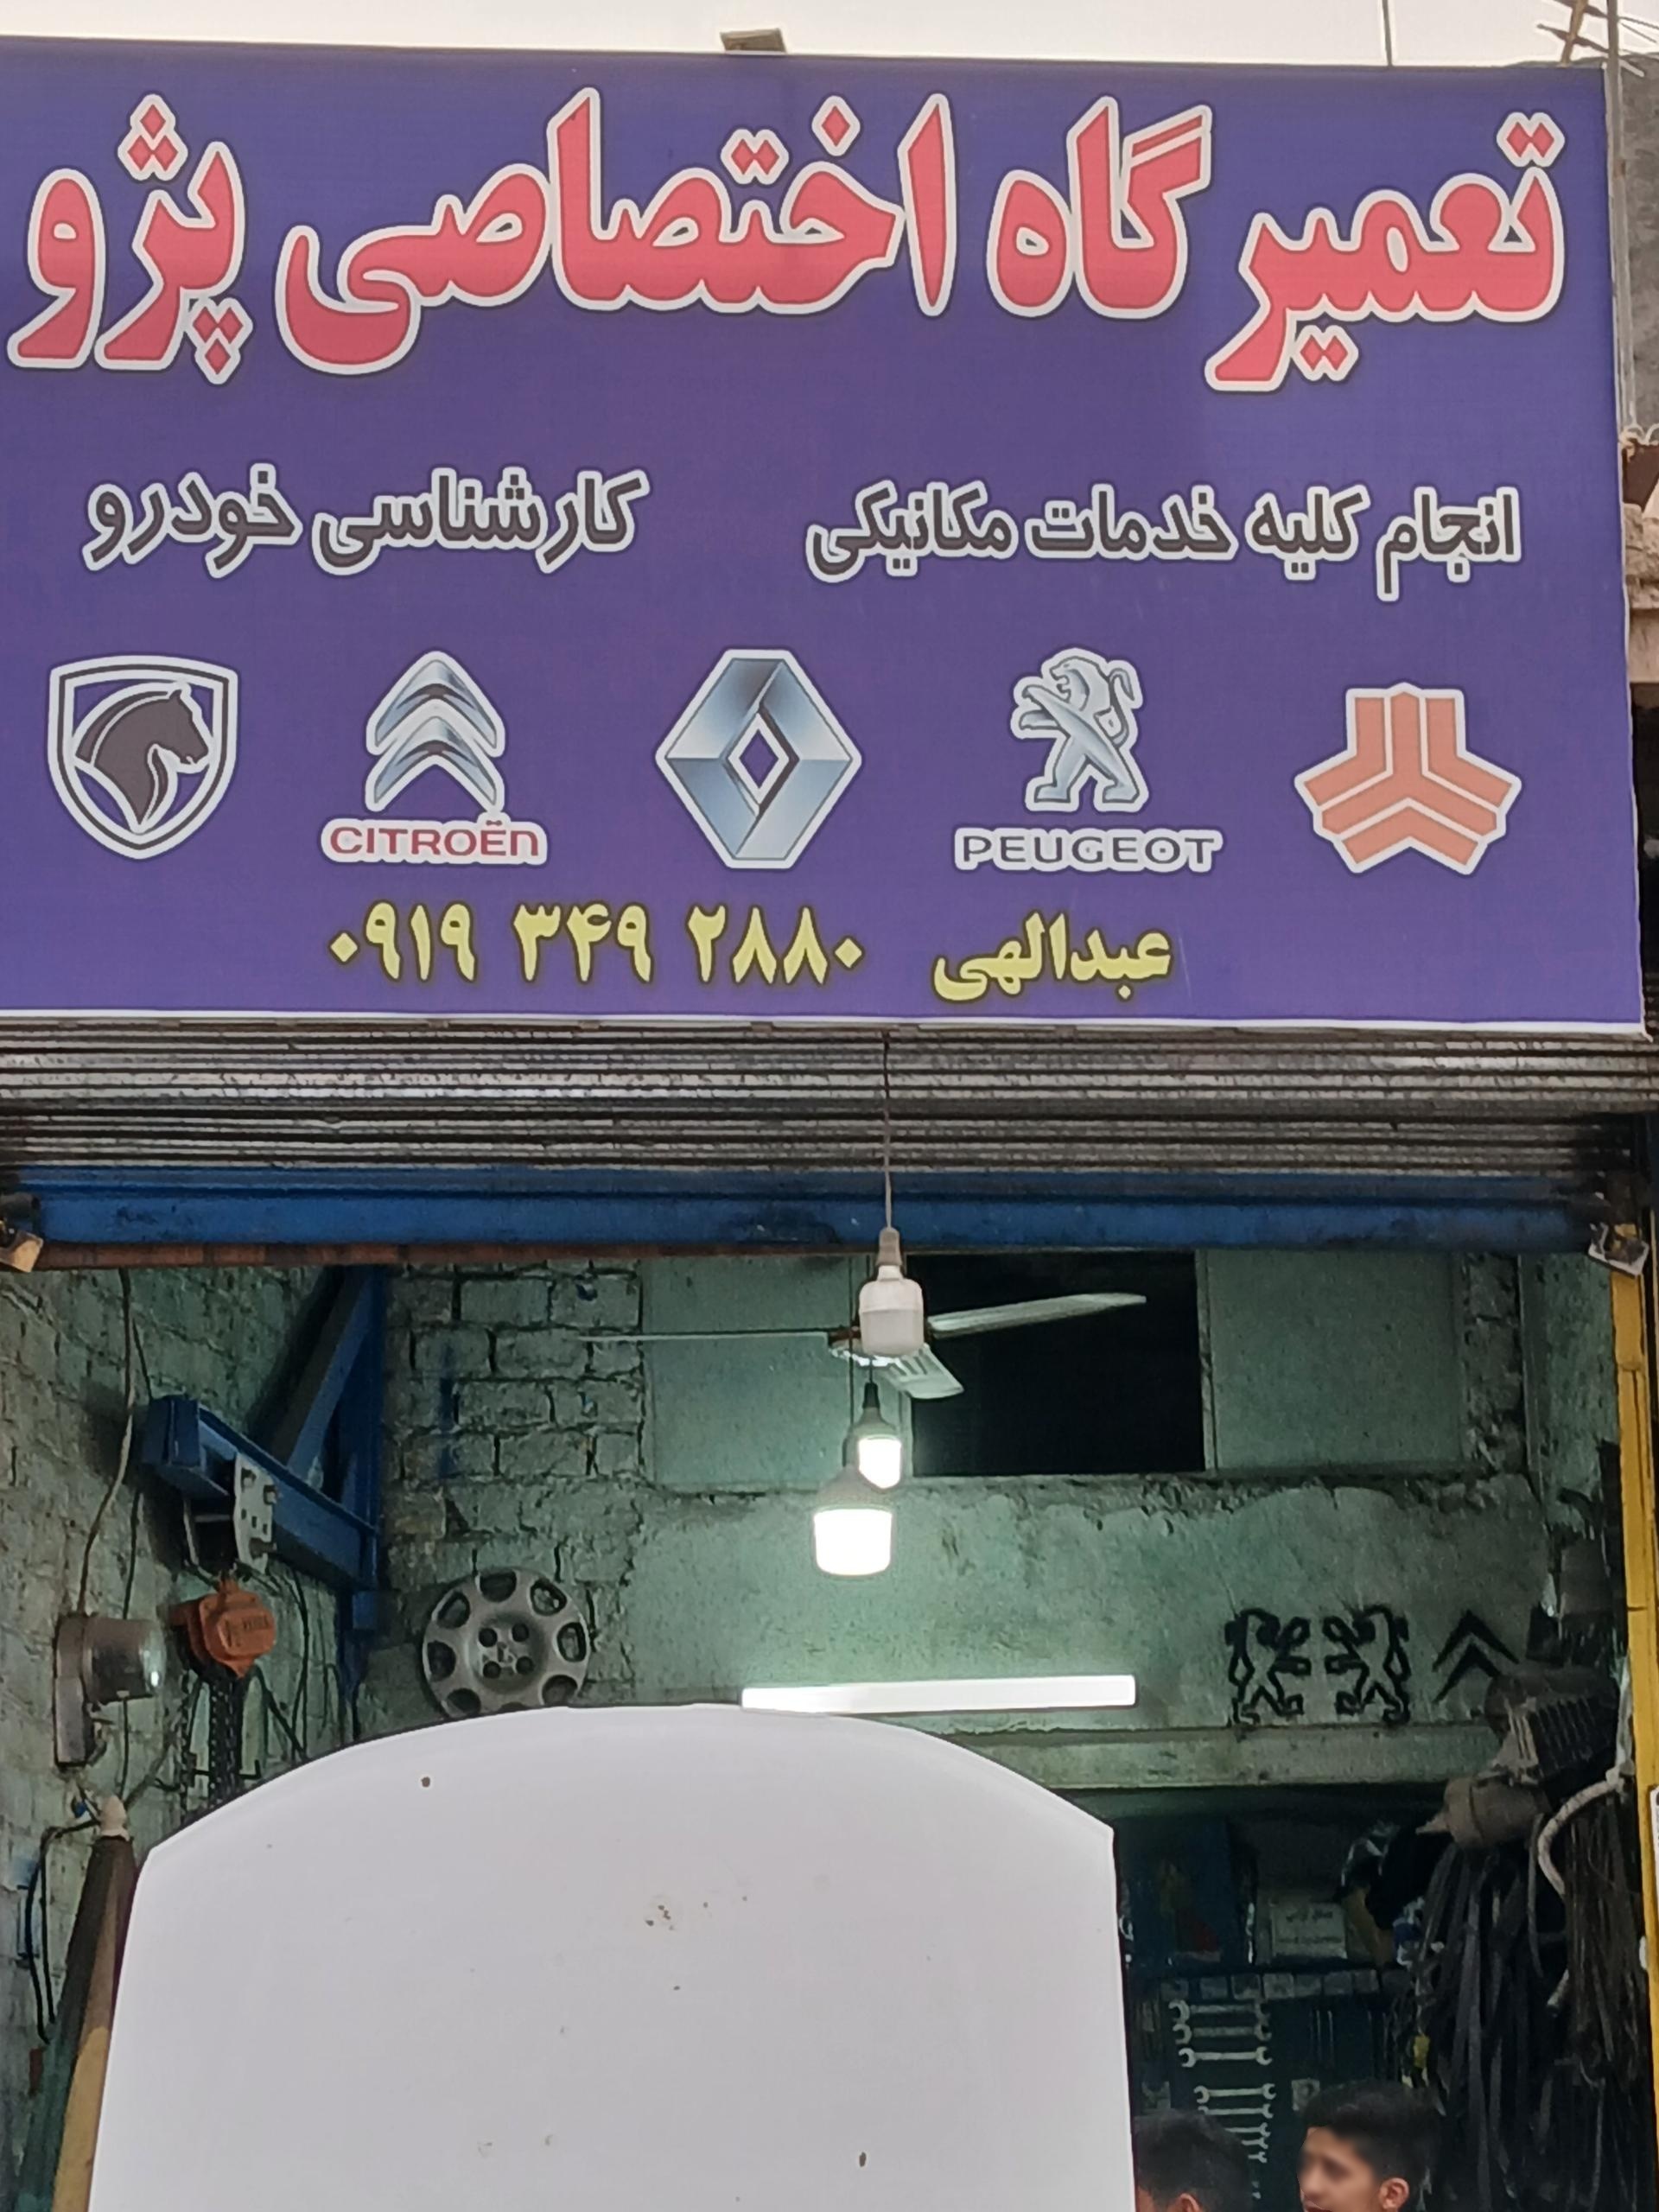 تعمیرگاه اختصاصی پژو
انجام کلیه خدمات مکانیکی کارشناسی خودرو
CITROËN PEUGEOT
عبدالهی ۰۹۱۹ ۳۴۹ ۲۸۸۰